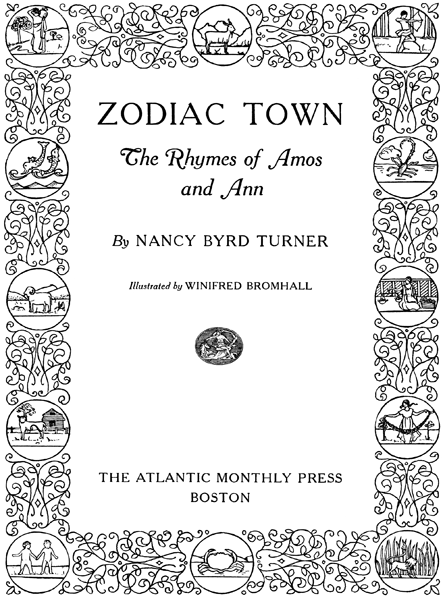 ZODIAC TOWN
The Rhymes of Amos
and Ann
By NANCY BYRD TURNER
Illustrated by WINIFRED BROMHALL
THE ATLANTIC MONTHLY PRESS
BOSTON